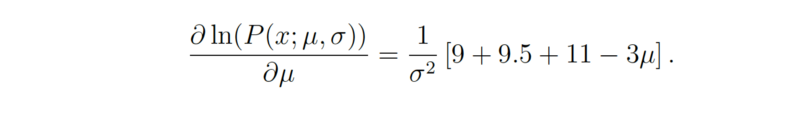 ∂ ln(P(x; μ, σ)) / ∂μ = 1/σ² [9 + 9.5 + 11 − 3μ] .